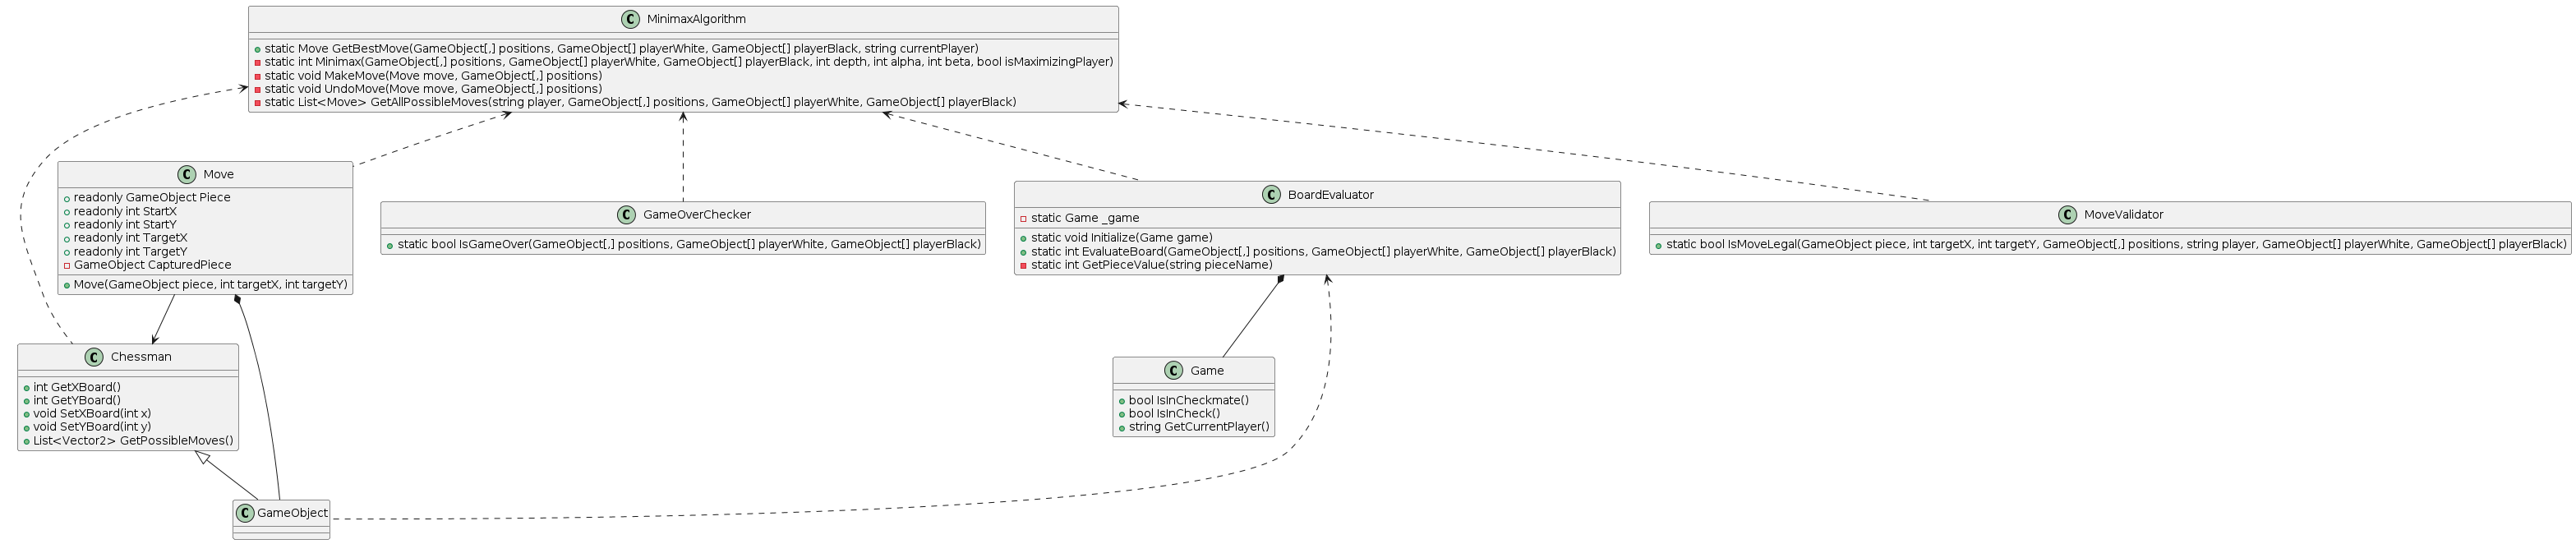 C MinimaxAlgorithm
static Move GetBestMove(GameObject[,] positions, GameObject[] playerWhite, GameObject[] playerBlack, string currentPlayer)
static int Minimax(GameObject[,] positions, GameObject[] playerWhite, GameObject[] playerBlack, int depth, int alpha, int beta, bool isMaximizingPlayer)
static void MakeMove(Move move, GameObject[,] positions)
static void UndoMove(Move move, GameObject[,] positions)
static List<Move> GetAllPossibleMoves(string player, GameObject[,] positions, GameObject[] playerWhite, GameObject[] playerBlack)
C Move
readonly GameObject Piece
readonly int StartX
readonly int StartY
readonly int TargetX
readonly int TargetY
GameObject CapturedPiece
Move(GameObject piece, int targetX, int targetY)
C GameOverChecker
static bool IsGameOver(GameObject[,] positions, GameObject[] playerWhite, GameObject[] playerBlack)
C BoardEvaluator
static Game _game
static void Initialize(Game game)
static int EvaluateBoard(GameObject[,] positions, GameObject[] playerWhite, GameObject[] playerBlack)
static int GetPieceValue(string pieceName)
C MoveValidator
static bool IsMoveLegal(GameObject piece, int targetX, int targetY, GameObject[,] positions, string player, GameObject[] playerWhite, GameObject[] playerBlack)
C Chessman
int GetXBoard()
int GetYBoard()
void SetXBoard(int x)
void SetYBoard(int y)
List<Vector2> GetPossibleMoves()
C Game
bool IsInCheckmate()
bool IsInCheck()
string GetCurrentPlayer()
C GameObject